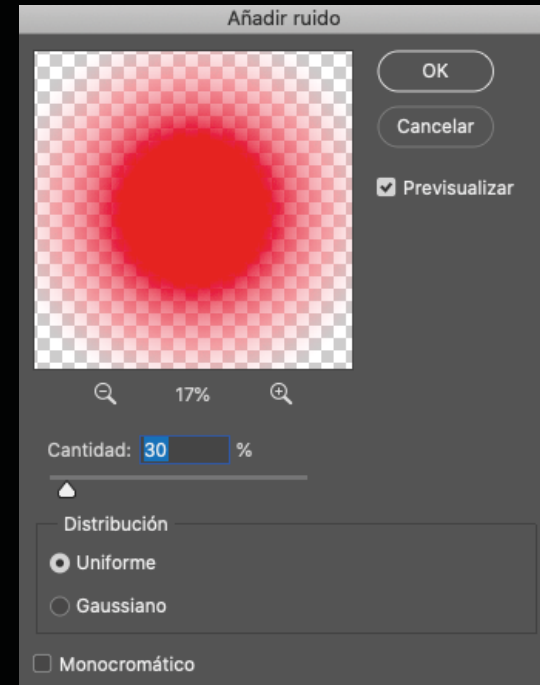 Añadir ruido
OK
Cancelar
Previsualizar
17%
Cantidad: 30 %
Distribución
Uniforme
Gaussiano
Monocromático